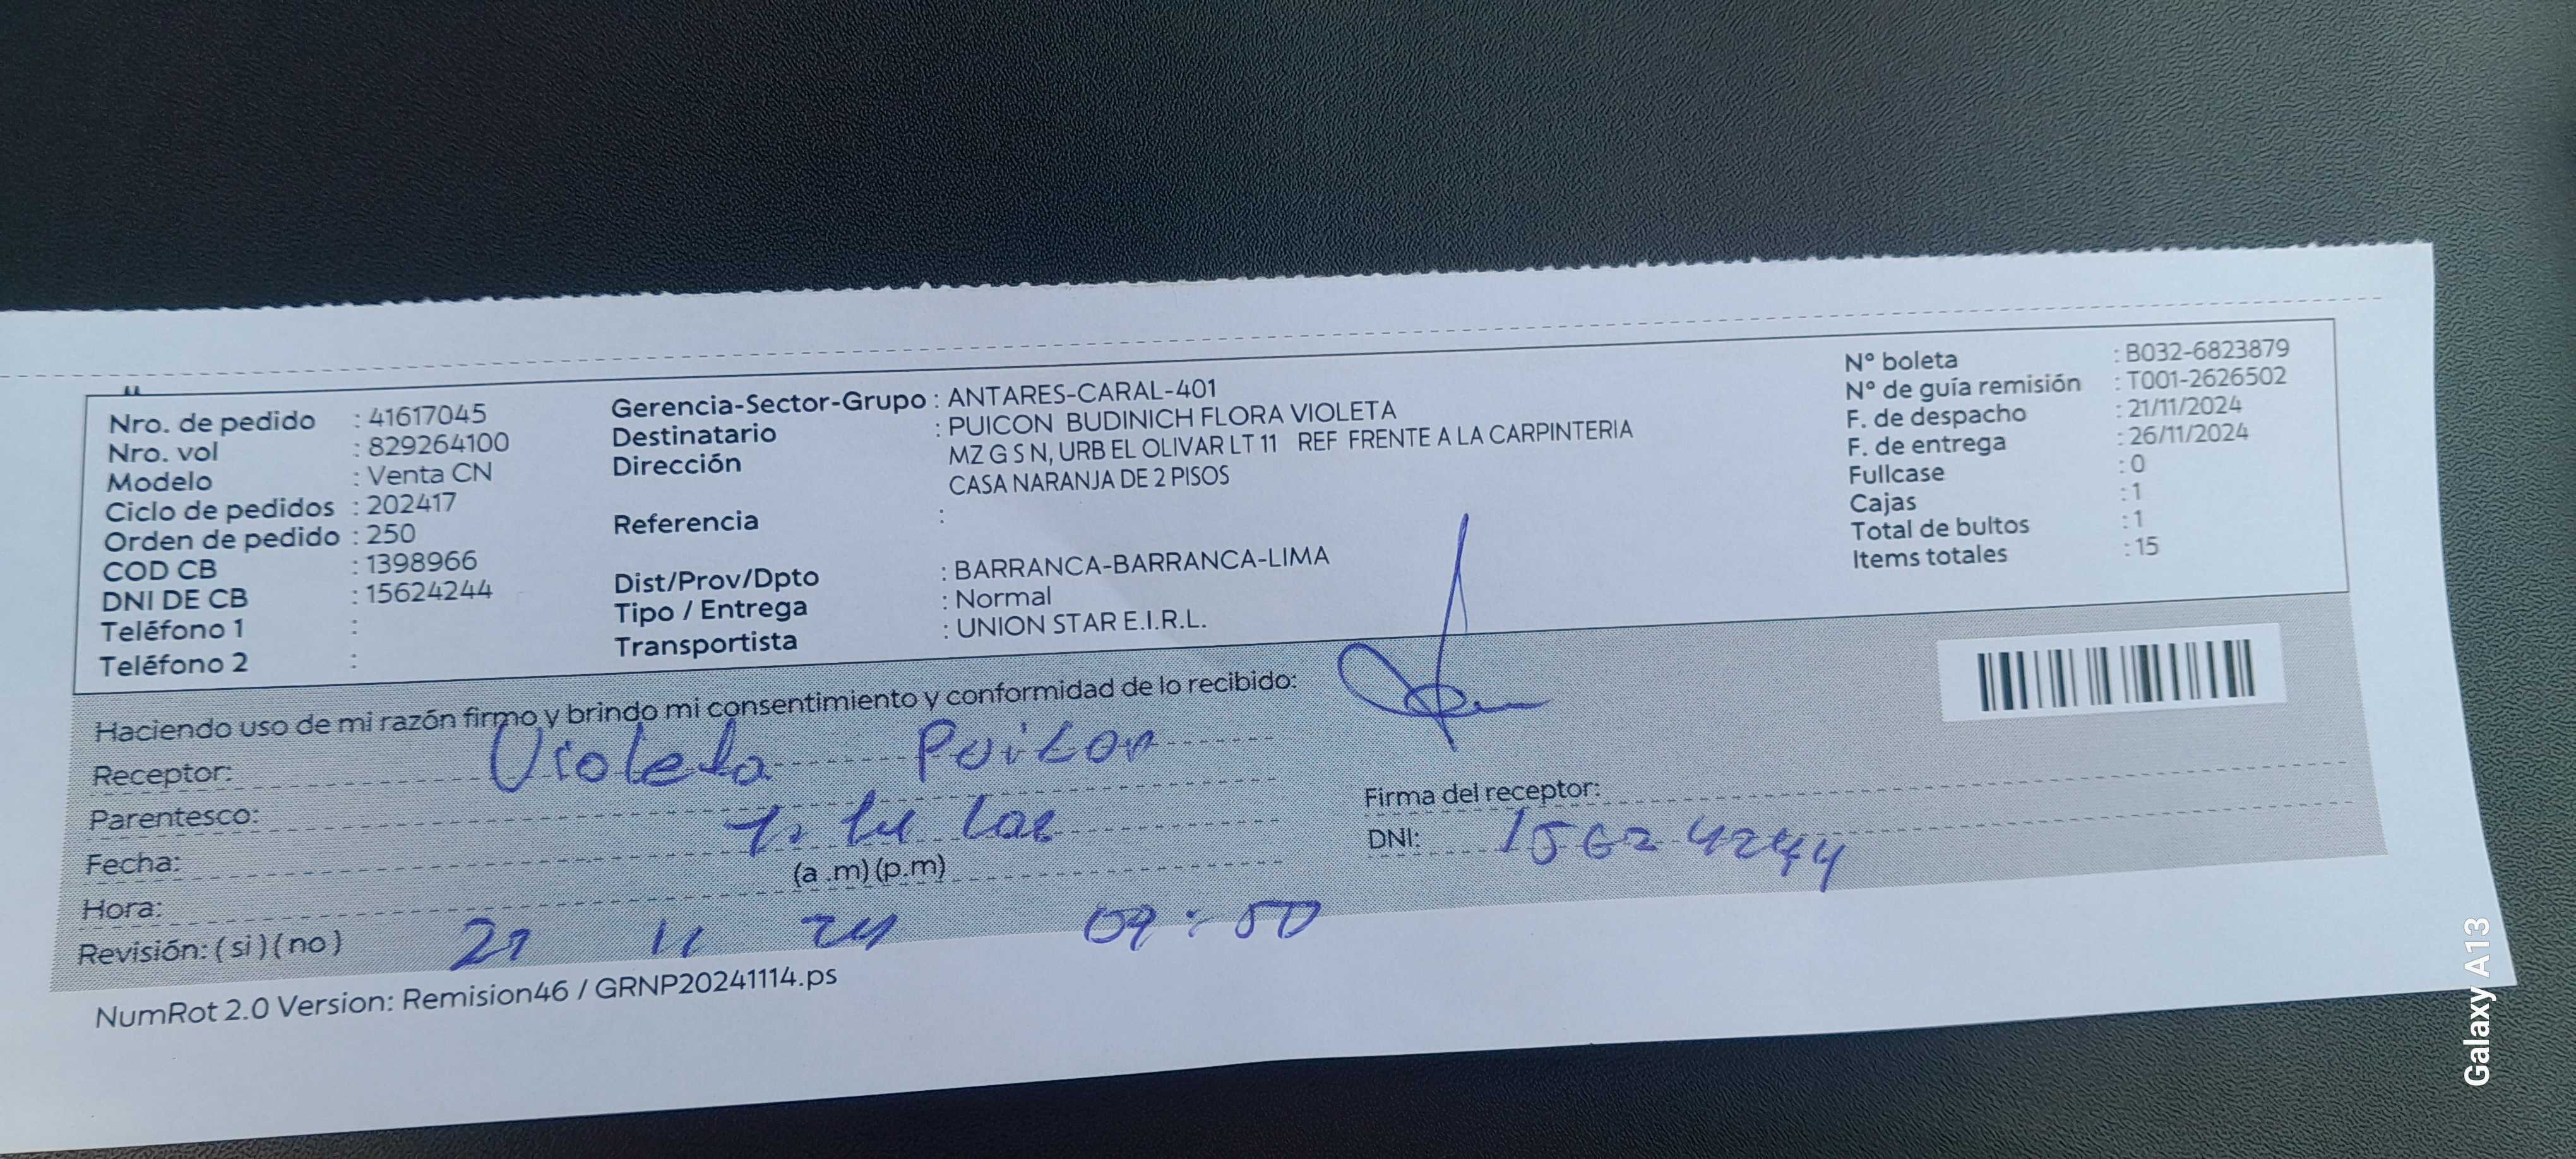 Nro. de pedido : 41617045
Nro. vol : 829264100
Modelo : Venta CN
Ciclo de pedidos : 202417
Orden de pedido : 250
COD CB : 1398966
DNI DE CB : 15624244
Teléfono 1 :
Teléfono 2 :
Gerencia-Sector-Grupo : ANTARES-CARAL-401
Destinatario : PUICON BUDINICH FLORA VIOLETA
Dirección MZ G S N, URB EL OLIVAR LT 11 REF FRENTE A LA CARPINTERIA
CASA NARANJA DE 2 PISOS
Referencia :
Dist/Prov/Dpto : BARRANCA-BARRANCA-LIMA
Tipo / Entrega : Normal
Transportista : UNION STAR E.I.R.L.
N° boleta : B032-6823879
N° de guía remisión : T001-2626502
F. de despacho : 21/11/2024
F. de entrega : 26/11/2024
Fullcase : 0
Cajas : 1
Total de bultos : 1
Items totales : 15
Haciendo uso de mi razón firmo y brindo mi consentimiento y conformidad de lo recibido:
Receptor: Violeta Puicon
Parentesco: Titular
Fecha:
(a .m) (p.m)
Hora:
Revisión: ( si ) ( no ) 11 24 09:50
Firma del receptor:
DNI: 15624244
NumRot 2.0 Version: Remision46 / GRNP20241114.ps
Galaxy A13